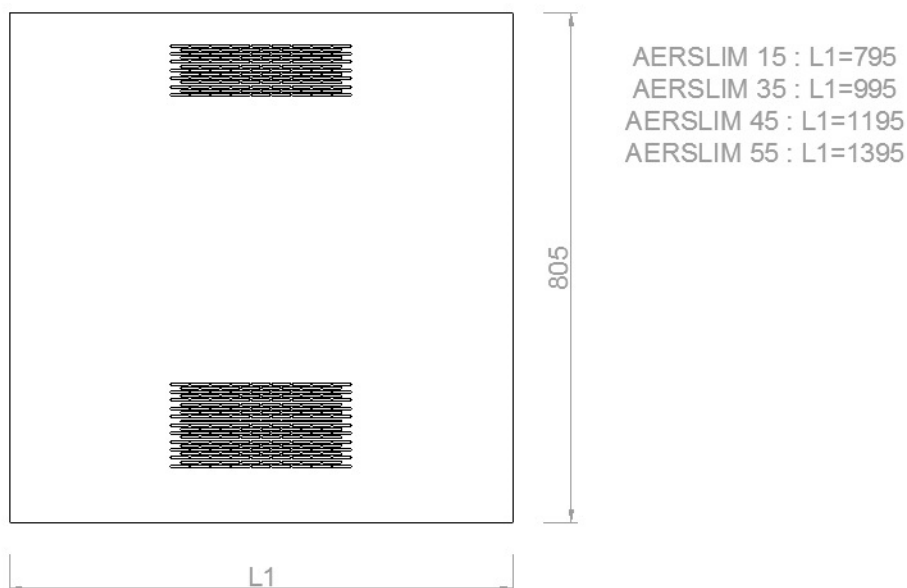 AERSLIM 15 : L1=795
AERSLIM 35 : L1=995
AERSLIM 45 : L1=1195
AERSLIM 55 : L1=1395
805
L1